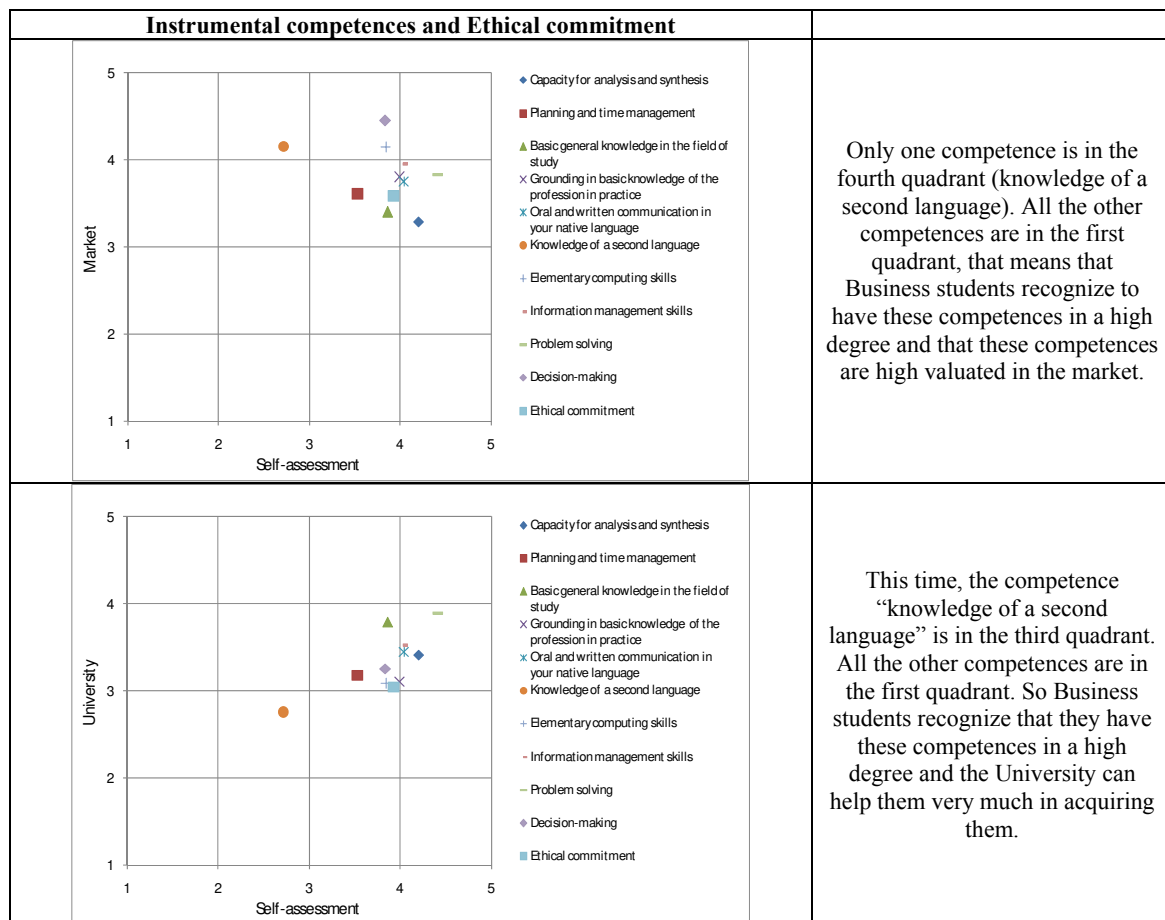 Instrumental competences and Ethical commitment
5
4
3
2
1
Market
1 2 3 4 5
Self-assessment
Capacity for analysis and synthesis
Planning and time management
Basic general knowledge in the field of
study
Grounding in basic knowledge of the
profession in practice
Oral and written communication in
your native language
Knowledge of a second language
Elementary computing skills
Information management skills
Problem solving
Decision-making
Ethical commitment
Only one competence is in the
fourth quadrant (knowledge of a
second language). All the other
competences are in the first
quadrant, that means that
Business students recognize to
have these competences in a high
degree and that these competences
are high valuated in the market.
5
4
3
2
1
University
1 2 3 4 5
Self-assessment
Capacity for analysis and synthesis
Planning and time management
Basic general knowledge in the field of
study
Grounding in basic knowledge of the
profession in practice
Oral and written communication in
your native language
Knowledge of a second language
Elementary computing skills
Information management skills
Problem solving
Decision-making
Ethical commitment
This time, the competence
“knowledge of a second
language” is in the third quadrant.
All the other competences are in
the first quadrant. So Business
students recognize that they have
these competences in a high
degree and the University can
help them very much in acquiring
them.